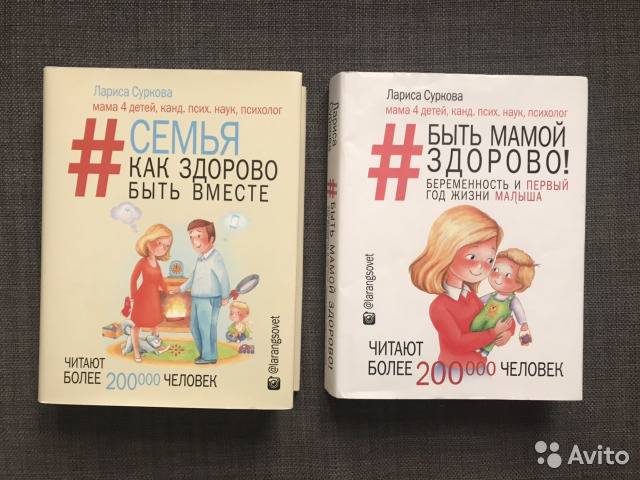 Лариса Суркова
мама 4 детей, канд. псих. наук, психолог
#СЕМЬЯ
КАК ЗДОРОВО
БЫТЬ ВМЕСТЕ
@larangsovet
ЧИТАЮТ
БОЛЕЕ 200000 ЧЕЛОВЕК
Лариса
# БЫТЬ МАМОЙ ЗДОРОВО!
Лариса Суркова
мама 4 детей, канд. псих. наук, психолог
#БЫТЬ МАМОЙ
ЗДОРОВО!
БЕРЕМЕННОСТЬ И ПЕРВЫЙ
ГОД ЖИЗНИ МАЛЫША
@larangsovet
ЧИТАЮТ
БОЛЕЕ 200000 ЧЕЛОВЕК
Avito